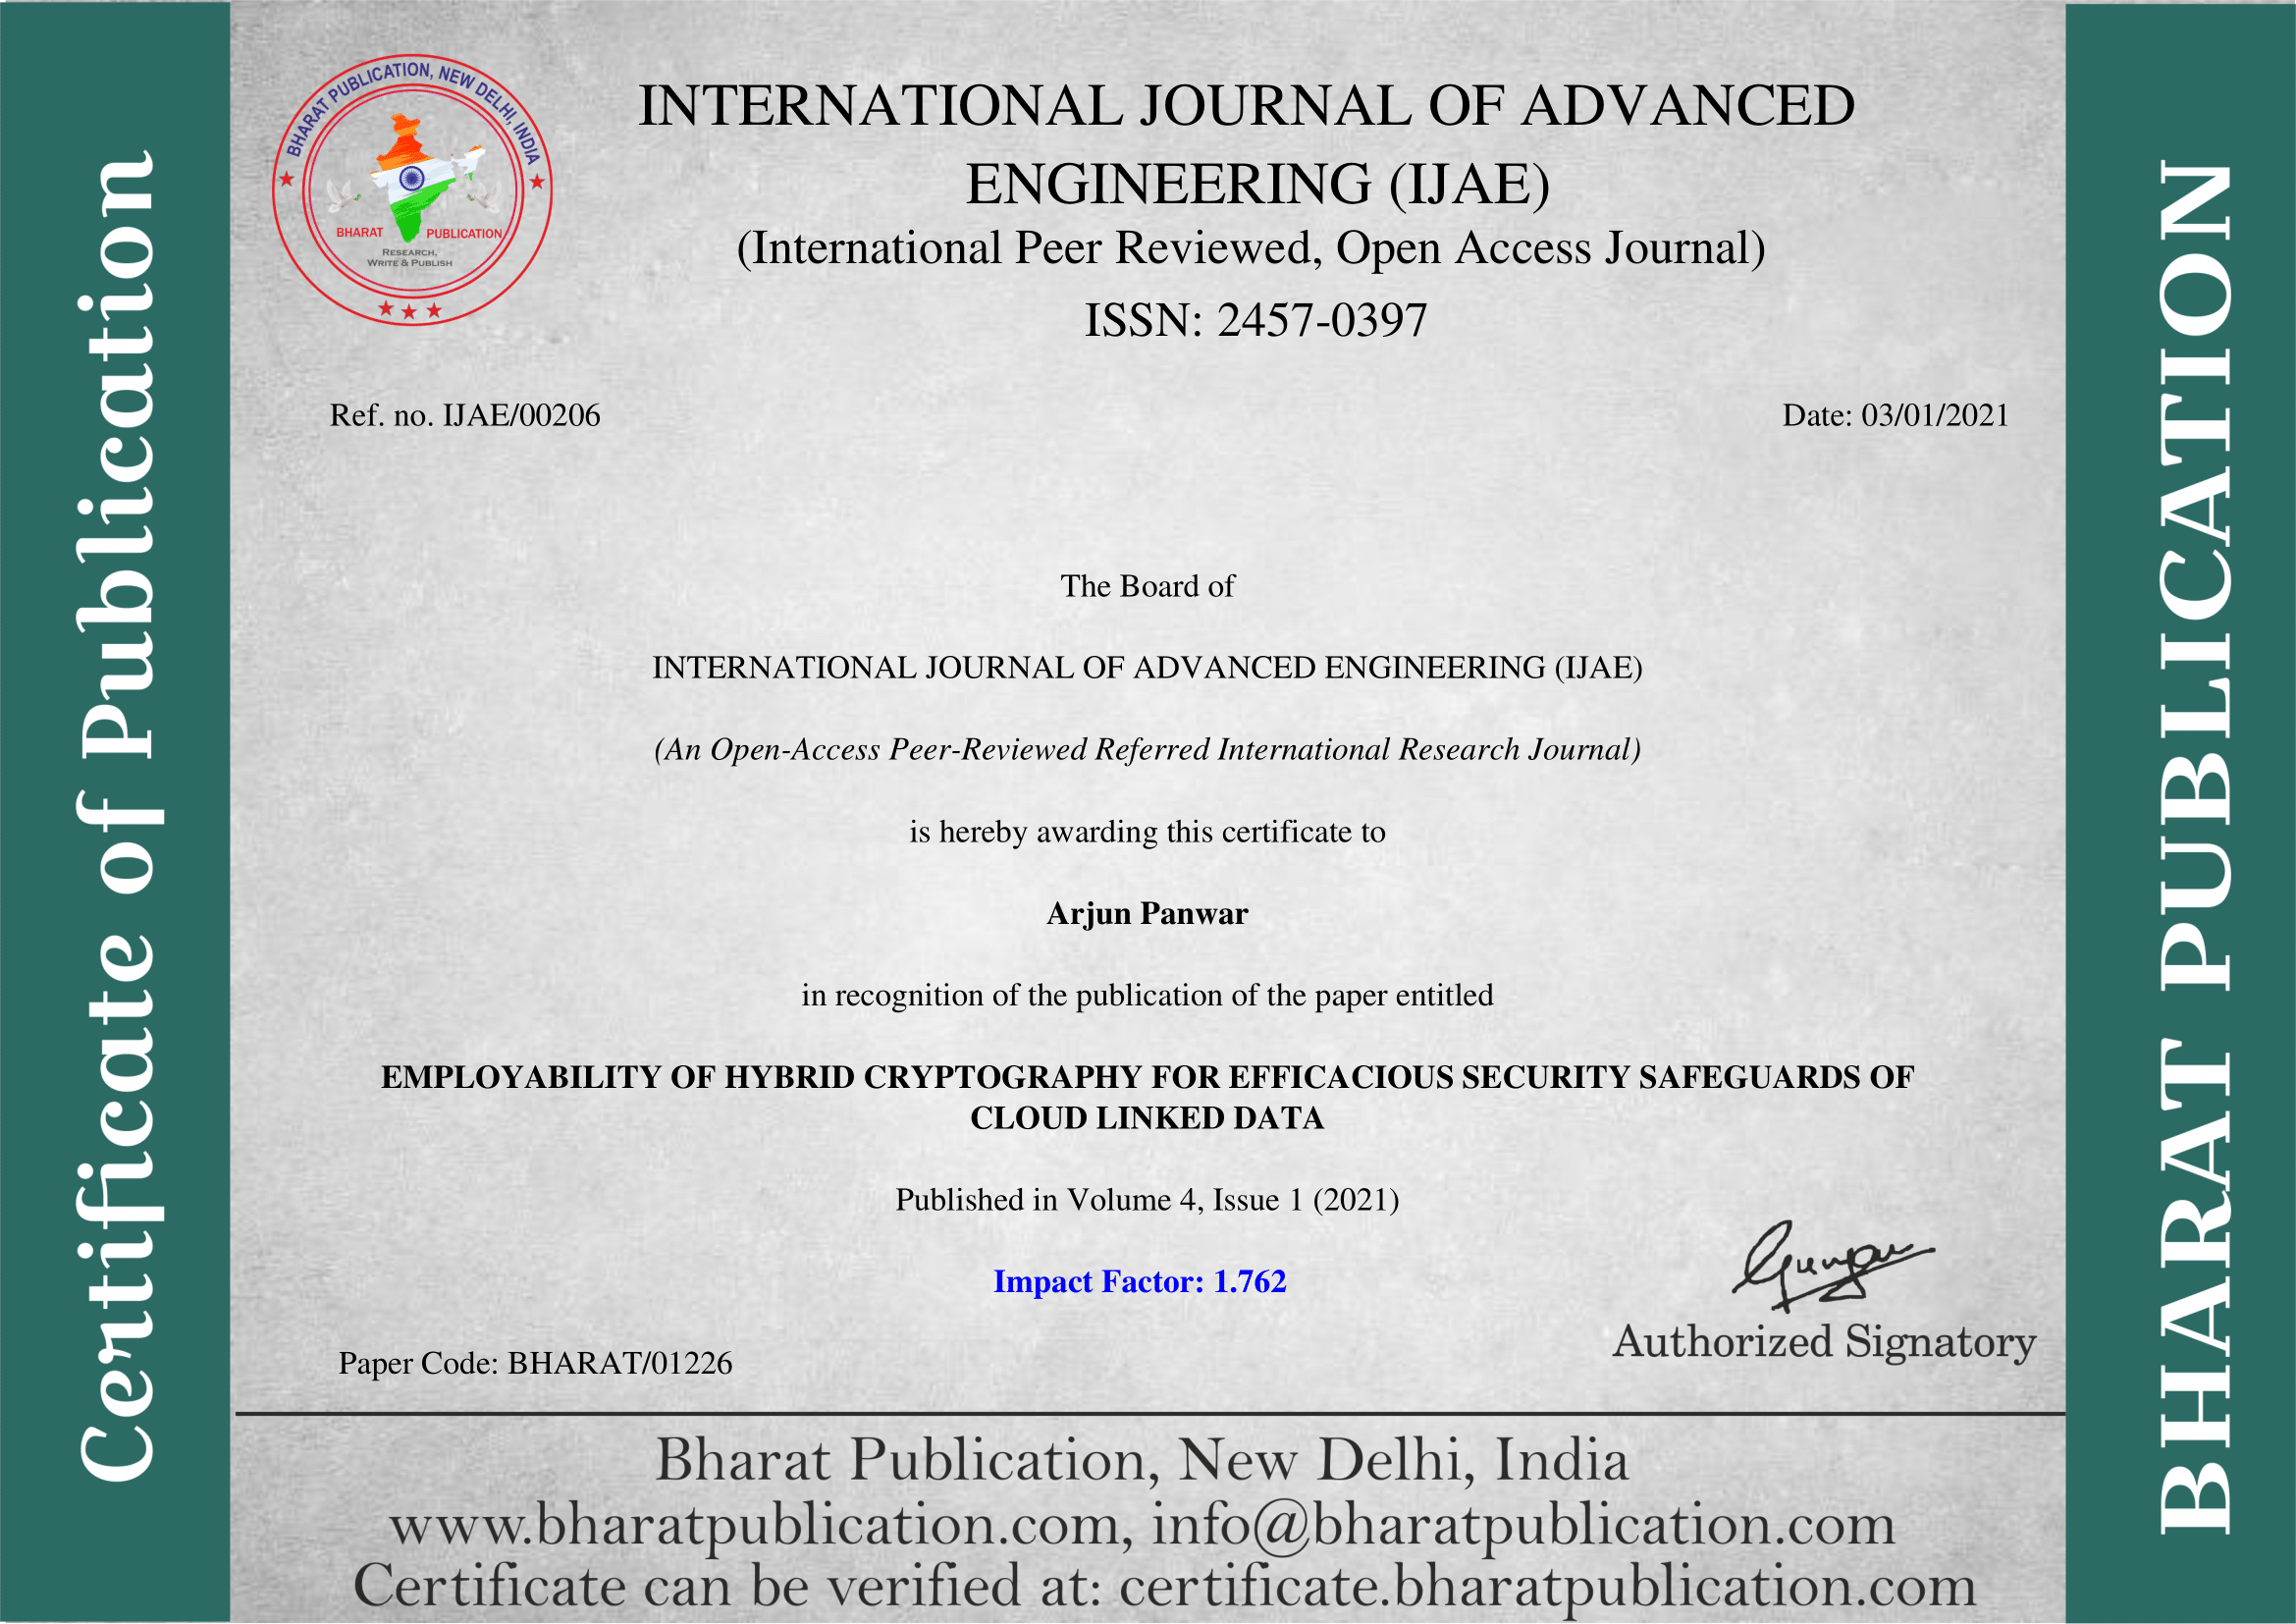 Certificate of Publication
BHARAT PUBLICATION, NEW DELHI, INDIA
BHARAT PUBLICATION
RESEARCH,
WRITE & PUBLISH
INTERNATIONAL JOURNAL OF ADVANCED
ENGINEERING (IJAE)
(International Peer Reviewed, Open Access Journal)
ISSN: 2457-0397
Ref. no. IJAE/00206
Date: 03/01/2021
The Board of
INTERNATIONAL JOURNAL OF ADVANCED ENGINEERING (IJAE)
(An Open-Access Peer-Reviewed Referred International Research Journal)
is hereby awarding this certificate to
Arjun Panwar
in recognition of the publication of the paper entitled
EMPLOYABILITY OF HYBRID CRYPTOGRAPHY FOR EFFICACIOUS SECURITY SAFEGUARDS OF
CLOUD LINKED DATA
Published in Volume 4, Issue 1 (2021)
Impact Factor: 1.762
Authorized Signatory
Paper Code: BHARAT/01226
Bharat Publication, New Delhi, India
www.bharatpublication.com, info@bharatpublication.com
Certificate can be verified at: certificate.bharatpublication.com
BHARAT PUBLICATION